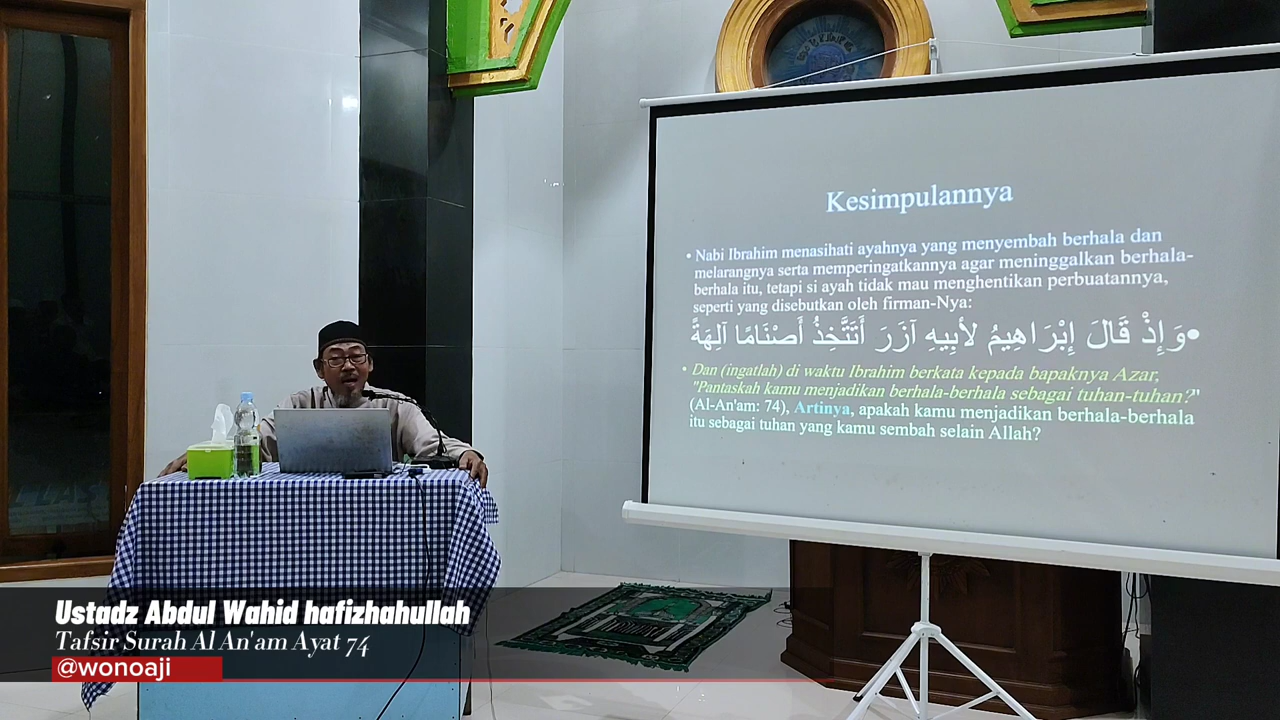 Kesimpulannya
• Nabi Ibrahim menasihati ayahnya yang menyembah berhala dan
melarangnya serta memperingatkannya agar meninggalkan berhala-
berhala itu, tetapi si ayah tidak mau menghentikan perbuatannya,
seperti yang disebutkan oleh firman-Nya:
•وَإِذْ قَالَ إِبْرَاهِيمُ لأبِيهِ آزَرَ أَتَتَّخِذُ أَصْنَامًا آلِهَةً
• Dan (ingatlah) di waktu Ibrahim berkata kepada bapaknya Azar,
"Pantaskah kamu menjadikan berhala-berhala sebagai tuhan-tuhan?"
(Al-An'am: 74), Artinya, apakah kamu menjadikan berhala-berhala
itu sebagai tuhan yang kamu sembah selain Allah?
Ustadz Abdul Wahid hafizhahullah
Tafsir Surah Al An'am Ayat 74
@wonoaji